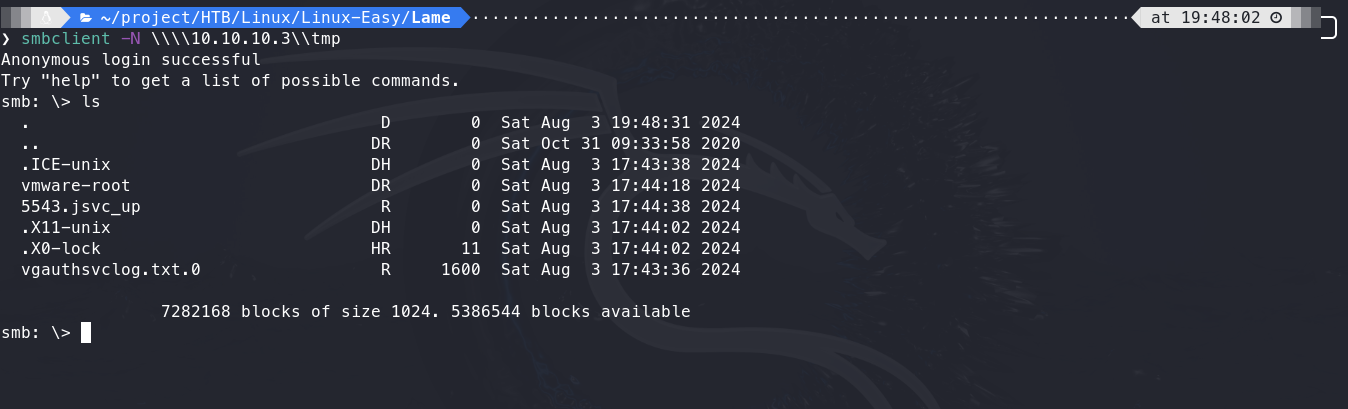 ~/project/HTB/Linux/Linux-Easy/Lame at 19:48:02
❯ smbclient -N \\\\10.10.10.3\\tmp
Anonymous login successful
Try "help" to get a list of possible commands.
smb: \> ls
  .                                   D        0  Sat Aug  3 19:48:31 2024
  ..                                 DR        0  Sat Oct 31 09:33:58 2020
  .ICE-unix                          DH        0  Sat Aug  3 17:43:38 2024
  vmware-root                        DR        0  Sat Aug  3 17:44:18 2024
  5543.jsvc_up                        R        0  Sat Aug  3 17:44:38 2024
  .X11-unix                          DH        0  Sat Aug  3 17:44:02 2024
  .X0-lock                           HR       11  Sat Aug  3 17:44:02 2024
  vgauthsvclog.txt.0                  R     1600  Sat Aug  3 17:43:36 2024
                7282168 blocks of size 1024. 5386544 blocks available
smb: \>